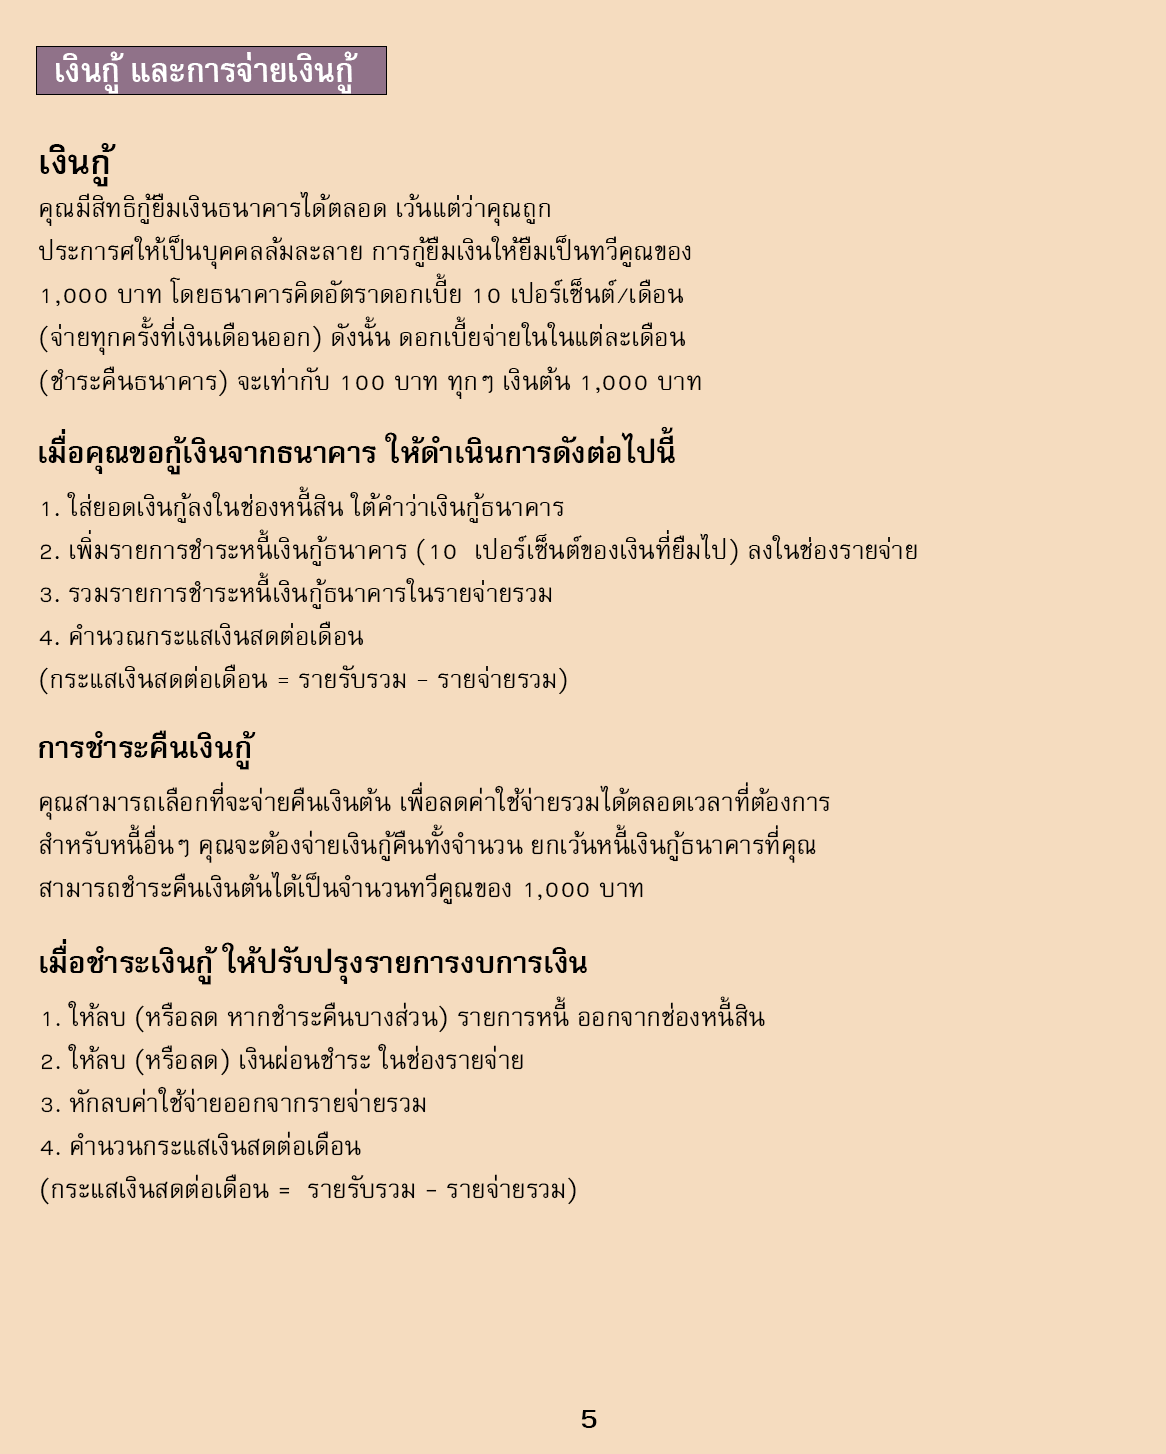 เงินกู้ และการจ่ายเงินกู้
เงินกู้
คุณมีสิทธิกู้ยืมเงินธนาคารได้ตลอด เว้นแต่ว่าคุณถูก
ประการศให้เป็นบุคคลล้มละลาย การกู้ยืมเงินให้ยืมเป็นทวีคูณของ
1,000 บาท โดยธนาคารคิดอัตราดอกเบี้ย 10 เปอร์เซ็นต์/เดือน
(จ่ายทุกครั้งที่เงินเดือนออก) ดังนั้น ดอกเบี้ยจ่ายในในแต่ละเดือน
(ชำระคืนธนาคาร) จะเท่ากับ 100 บาท ทุกๆ เงินต้น 1,000 บาท
เมื่อคุณขอกู้เงินจากธนาคาร ให้ดำเนินการดังต่อไปนี้
1. ใส่ยอดเงินกู้ลงในช่องหนี้สิน ใต้คำว่าเงินกู้ธนาคาร
2. เพิ่มรายการชำระหนี้เงินกู้ธนาคาร (10 เปอร์เซ็นต์ของเงินที่ยืมไป) ลงในช่องรายจ่าย
3. รวมรายการชำระหนี้เงินกู้ธนาคารในรายจ่ายรวม
4. คำนวณกระแสเงินสดต่อเดือน
(กระแสเงินสดต่อเดือน = รายรับรวม - รายจ่ายรวม)
การชำระคืนเงินกู้
คุณสามารถเลือกที่จะจ่ายคืนเงินต้น เพื่อลดค่าใช้จ่ายรวมได้ตลอดเวลาที่ต้องการ
สำหรับหนี้อื่นๆ คุณจะต้องจ่ายเงินกู้คืนทั้งจำนวน ยกเว้นหนี้เงินกู้ธนาคารที่คุณ
สามารถชำระคืนเงินต้นได้เป็นจำนวนทวีคูณของ 1,000 บาท
เมื่อชำระเงินกู้ ให้ปรับปรุงรายการงบการเงิน
1. ให้ลบ (หรือลด หากชำระคืนบางส่วน) รายการหนี้ ออกจากช่องหนี้สิน
2. ให้ลบ (หรือลด) เงินผ่อนชำระ ในช่องรายจ่าย
3. หักลบค่าใช้จ่ายออกจากรายจ่ายรวม
4. คำนวนกระแสเงินสดต่อเดือน
(กระแสเงินสดต่อเดือน = รายรับรวม - รายจ่ายรวม)
5